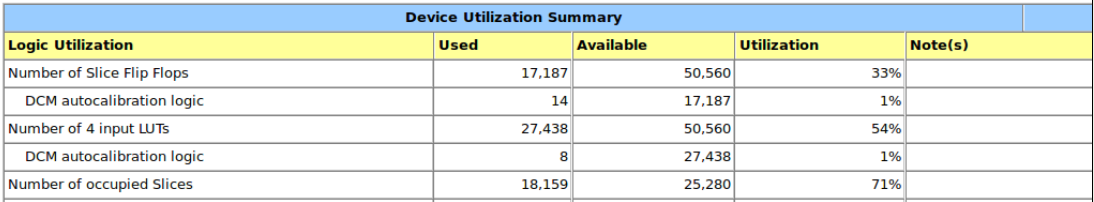 Device Utilization Summary
Logic Utilization Used Available Utilization Note(s)
Number of Slice Flip Flops 17,187 50,560 33%
DCM autocalibration logic 14 17,187 1%
Number of 4 input LUTs 27,438 50,560 54%
DCM autocalibration logic 8 27,438 1%
Number of occupied Slices 18,159 25,280 71%